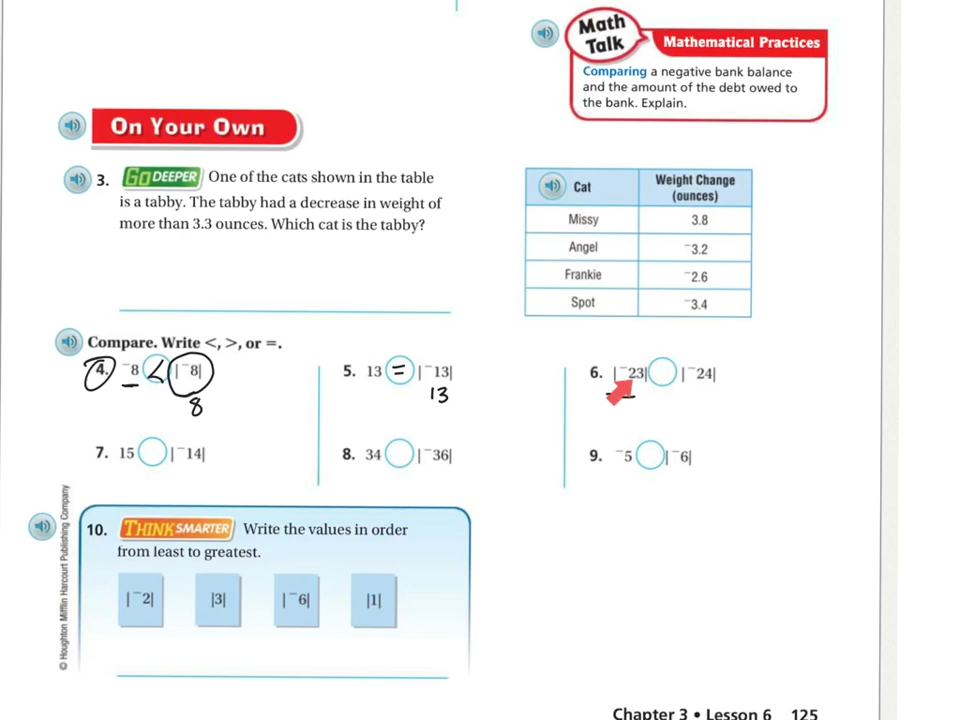 Math
Talk
Mathematical Practices
Comparing a negative bank balance
and the amount of the debt owed to
the bank. Explain.
On Your Own
3. GO DEEPER One of the cats shown in the table
is a tabby. The tabby had a decrease in weight of
more than 3.3 ounces. Which cat is the tabby?
Cat Weight Change
(ounces)
Missy 3.8
Angel ⁻3.2
Frankie ⁻2.6
Spot ⁻3.4
Compare. Write <, >, or =.
4. ⁻8 < |⁻8|
8
5. 13 = |⁻13|
13
6. |⁻23| |⁻24|
7. 15 |⁻14|
8. 34 |⁻36|
9. ⁻5 |⁻6|
10. THINK SMARTER Write the values in order
from least to greatest.
|⁻2| |3| |⁻6| |1|
© Houghton Mifflin Harcourt Publishing Company
Chapter 3 • Lesson 6 125